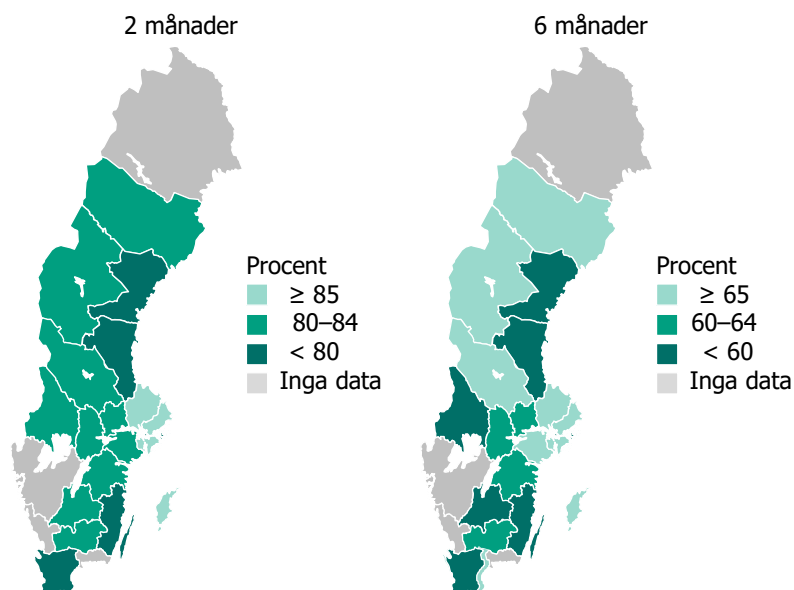 2 månader
6 månader
Procent
≥ 85
80–84
< 80
Inga data
Procent
≥ 65
60–64
< 60
Inga data